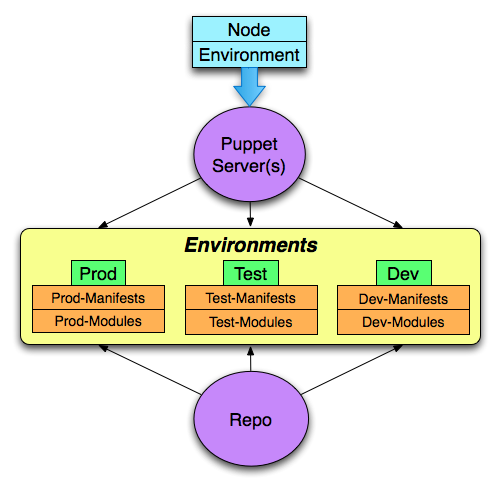 Node
Environment
Puppet
Server(s)
Environments
Prod
Test
Dev
Prod-Manifests
Test-Manifests
Dev-Manifests
Prod-Modules
Test-Modules
Dev-Modules
Repo